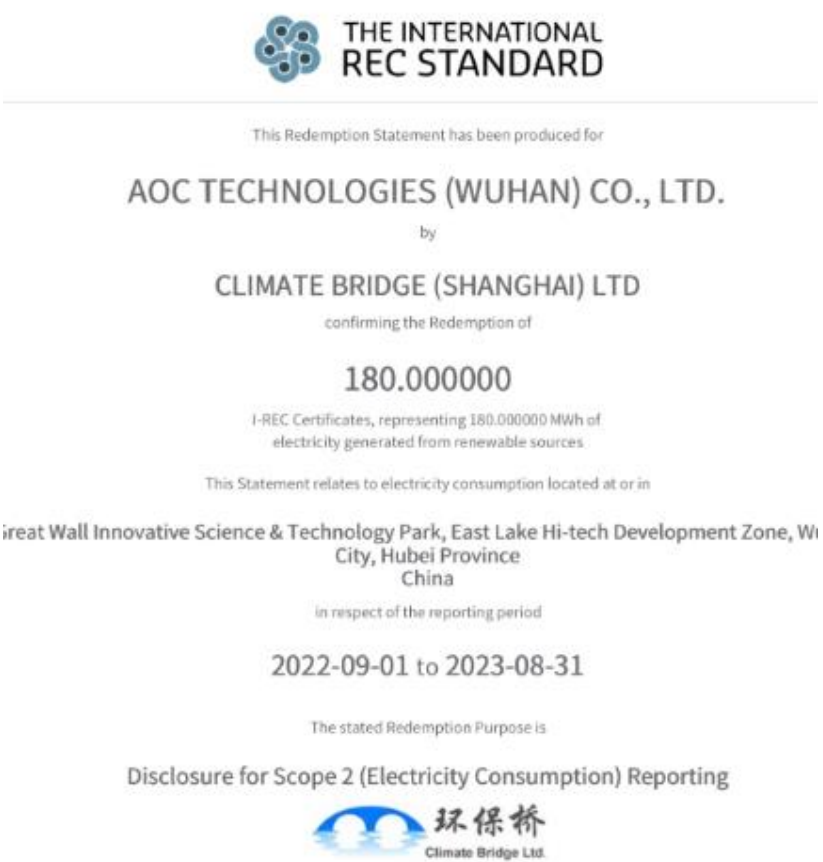 THE INTERNATIONAL
REC STANDARD
This Redemption Statement has been produced for
AOC TECHNOLOGIES (WUHAN) CO., LTD.
by
CLIMATE BRIDGE (SHANGHAI) LTD
confirming the Redemption of
180.000000
I-REC Certificates, representing 180.000000 MWh of
electricity generated from renewable sources
This Statement relates to electricity consumption located at or in
Wall Innovative Science & Technology Park, East Lake Hi-tech Development Zone,
City, Hubei Province
China
in respect of the reporting period
2022-09-01 to 2023-08-31
The stated Redemption Purpose is
Disclosure for Scope 2 (Electricity Consumption) Reporting
环保桥
Climate Bridge Ltd.